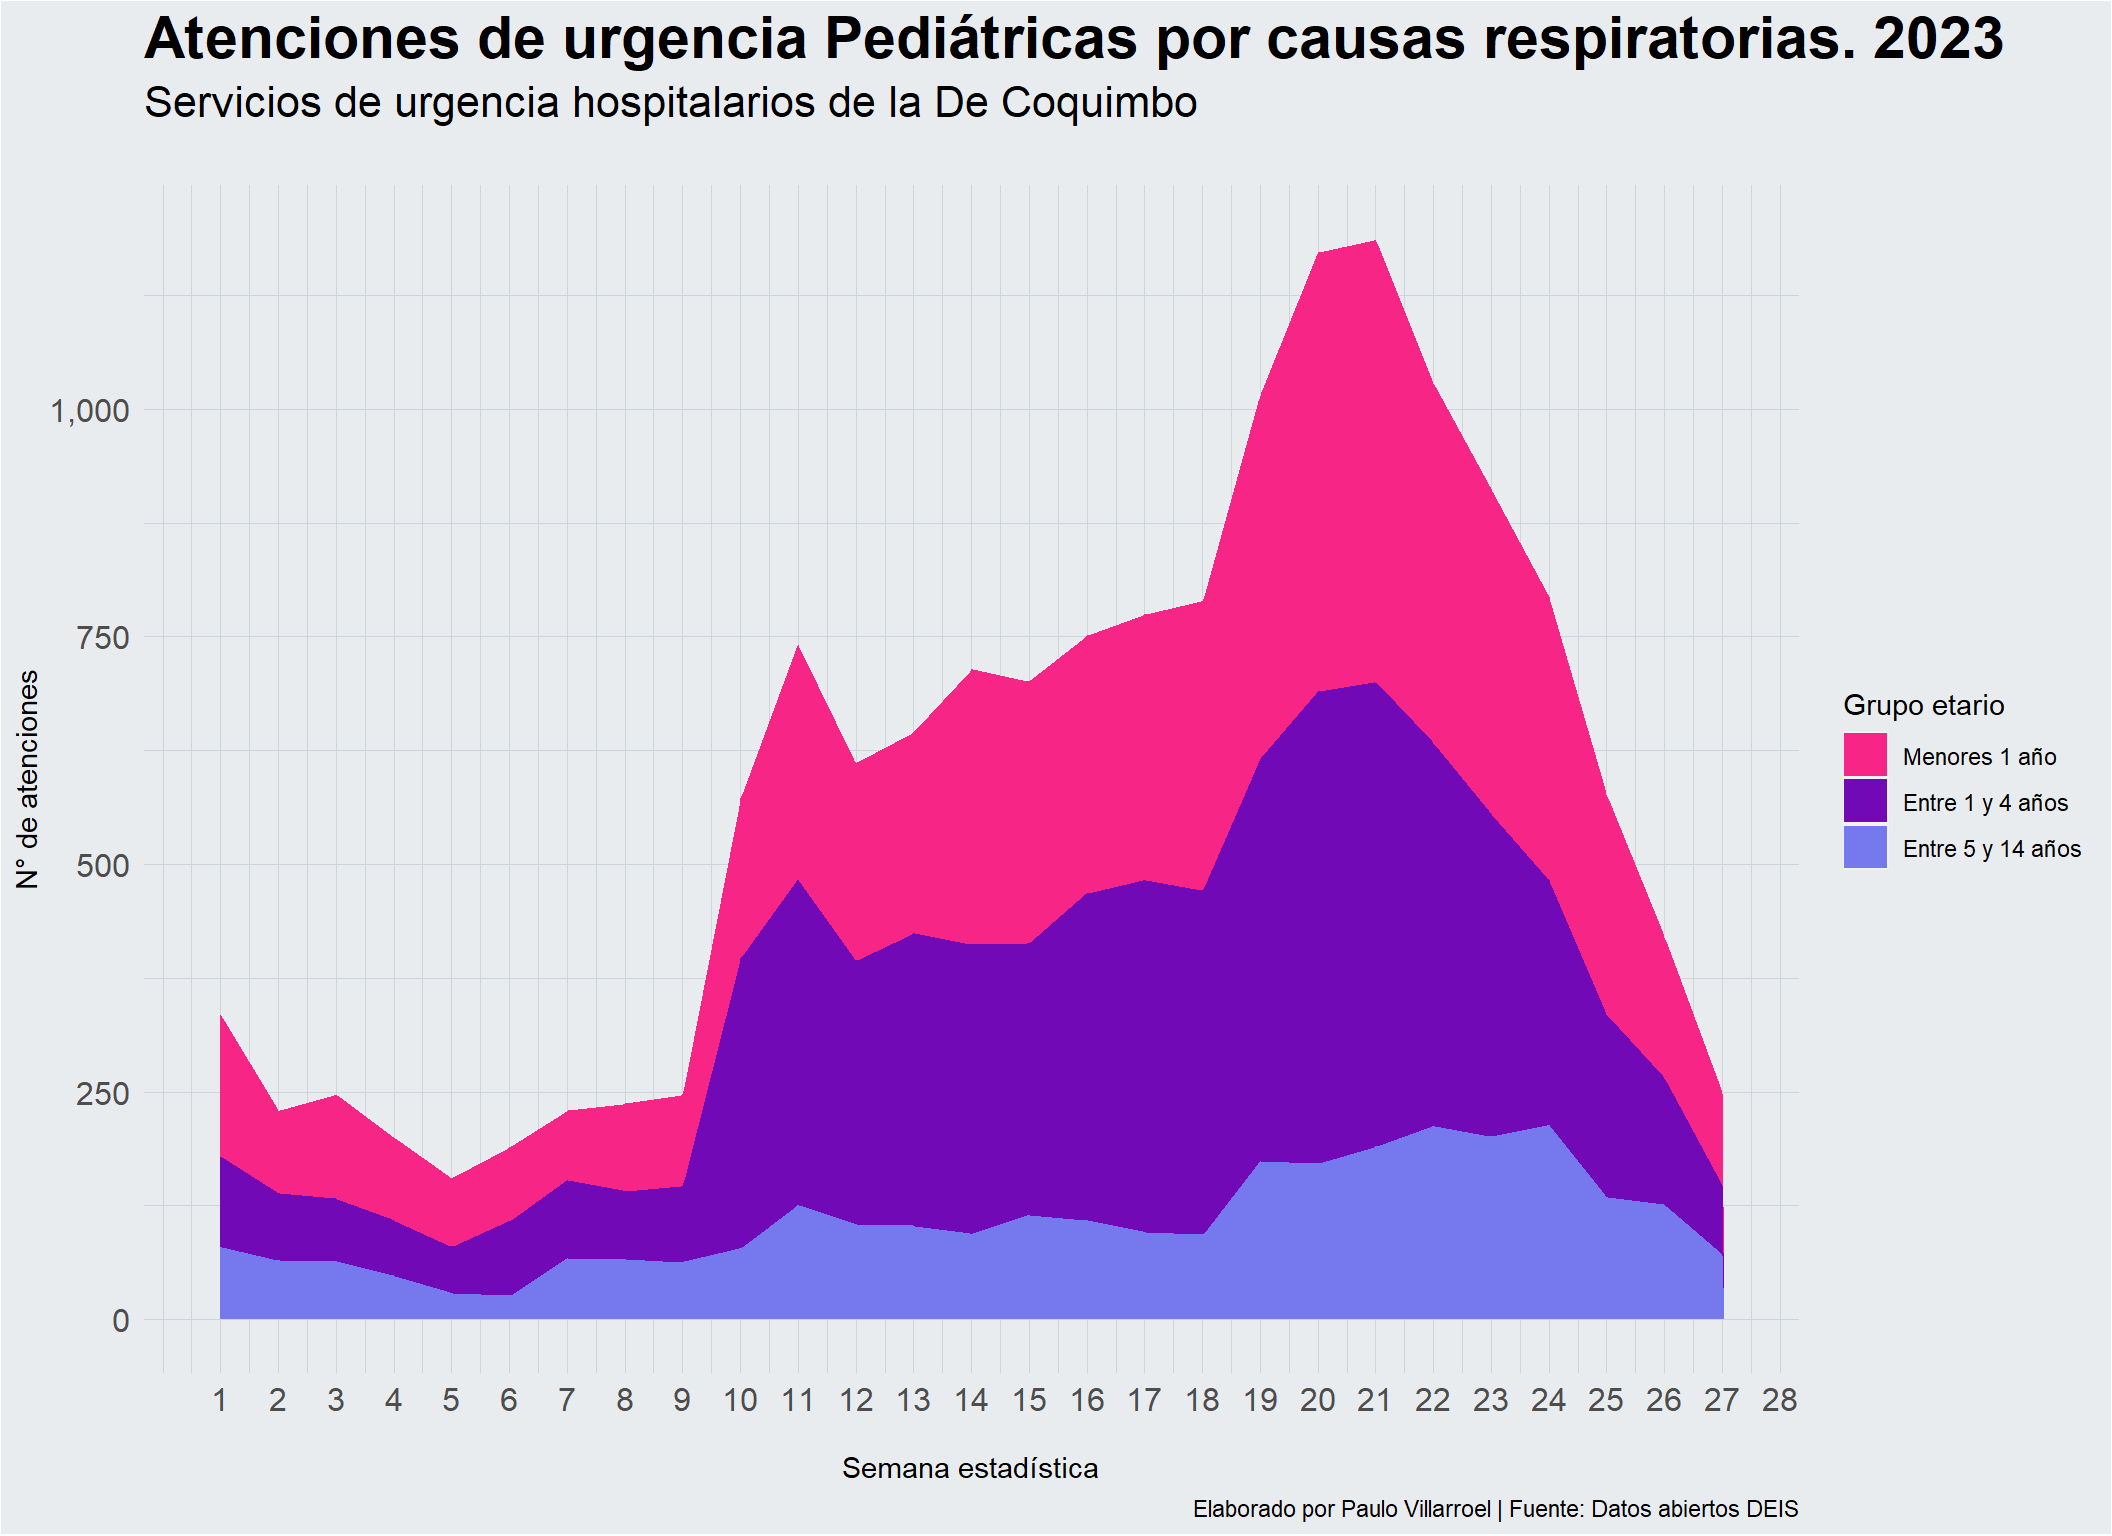 Atenciones de urgencia Pediátricas por causas respiratorias. 2023
Servicios de urgencia hospitalarios de la De Coquimbo
1,000
750
500
250
0
N° de atenciones
1 2 3 4 5 6 7 8 9 10 11 12 13 14 15 16 17 18 19 20 21 22 23 24 25 26 27 28
Semana estadística
Grupo etario
Menores 1 año
Entre 1 y 4 años
Entre 5 y 14 años
Elaborado por Paulo Villarroel | Fuente: Datos abiertos DEIS